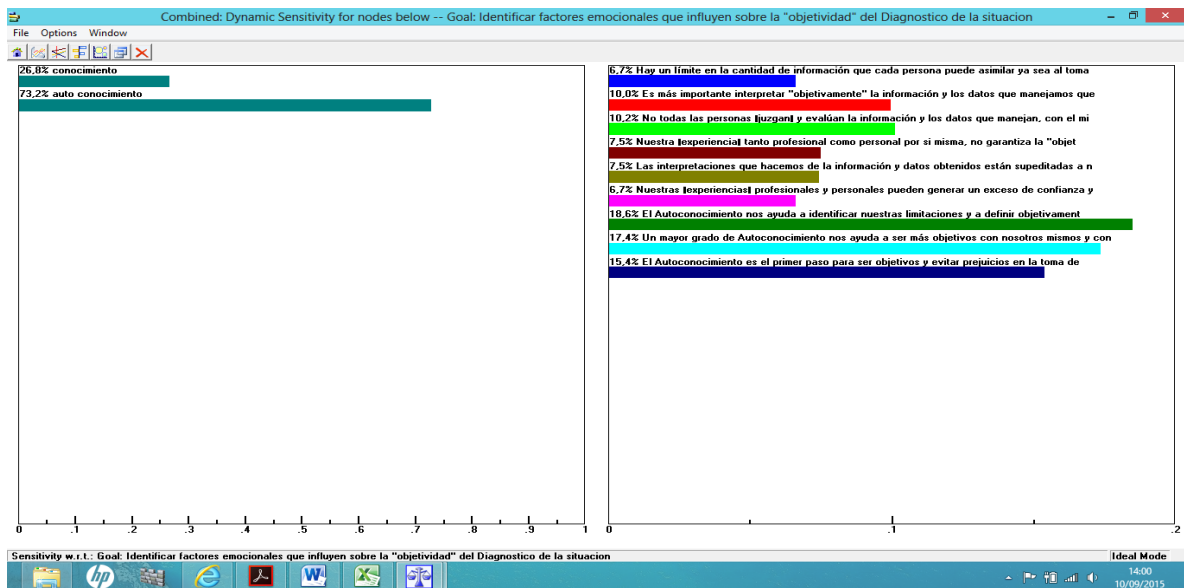 Combined: Dynamic Sensitivity for nodes below -- Goal: Identificar factores emocionales que influyen sobre la "objetividad" del Diagnostico de la situacion
File Options Window
26,8% conocimiento
73,2% auto conocimiento
0 .1 .2 .3 .4 .5 .6 .7 .8 .9 1
6,7% Hay un límite en la cantidad de información que cada persona puede asimilar ya sea al toma
10,0% Es más importante interpretar "objetivamente" la información y los datos que manejamos que
10,2% No todas las personas |juzgan| y evalúan la información y los datos que manejan, con el mi
7,5% Nuestra |experiencia| tanto profesional como personal por si misma, no garantiza la "objet
7,5% Las interpretaciones que hacemos de la información y datos obtenidos están supeditadas a n
6,7% Nuestras |experiencias| profesionales y personales pueden generar un exceso de confianza y
18,6% El Autoconocimiento nos ayuda a identificar nuestras limitaciones y a definir objetivament
17,4% Un mayor grado de Autoconocimiento nos ayuda a ser más objetivos con nosotros mismos y con
15,4% El Autoconocimiento es el primer paso para ser objetivos y evitar prejuicios en la toma de
0 .1 .2
Sensitivity w.r.t.: Goal: Identificar factores emocionales que influyen sobre la "objetividad" del Diagnostico de la situacion
Ideal Mode
hp
14:00
10/09/2015